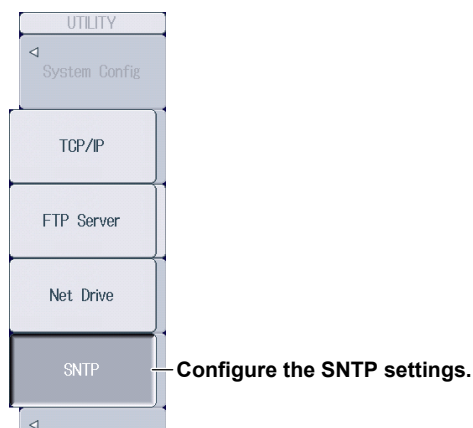 UTILITY
System Config
TCP/IP
FTP Server
Net Drive
SNTP
Configure the SNTP settings.